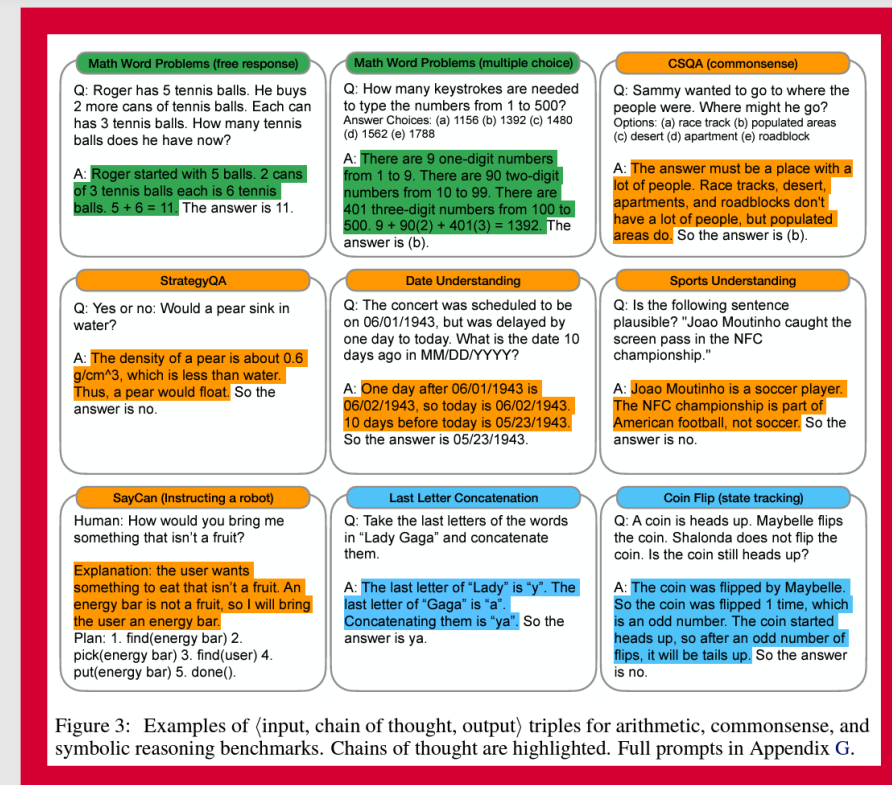 Math Word Problems (free response)
Q: Roger has 5 tennis balls. He buys
2 more cans of tennis balls. Each can
has 3 tennis balls. How many tennis
balls does he have now?
A: Roger started with 5 balls. 2 cans
of 3 tennis balls each is 6 tennis
balls. 5 + 6 = 11. The answer is 11.
Math Word Problems (multiple choice)
Q: How many keystrokes are needed
to type the numbers from 1 to 500?
Answer Choices: (a) 1156 (b) 1392 (c) 1480
(d) 1562 (e) 1788
A: There are 9 one-digit numbers
from 1 to 9. There are 90 two-digit
numbers from 10 to 99. There are
401 three-digit numbers from 100 to
500. 9 + 90(2) + 401(3) = 1392. The
answer is (b).
CSQA (commonsense)
Q: Sammy wanted to go to where the
people were. Where might he go?
Options: (a) race track (b) populated areas
(c) desert (d) apartment (e) roadblock
A: The answer must be a place with a
lot of people. Race tracks, desert,
apartments, and roadblocks don't
have a lot of people, but populated
areas do. So the answer is (b).
StrategyQA
Q: Yes or no: Would a pear sink in
water?
A: The density of a pear is about 0.6
g/cm^3, which is less than water.
Thus, a pear would float. So the
answer is no.
Date Understanding
Q: The concert was scheduled to be
on 06/01/1943, but was delayed by
one day to today. What is the date 10
days ago in MM/DD/YYYY?
A: One day after 06/01/1943 is
06/02/1943, so today is 06/02/1943.
10 days before today is 05/23/1943.
So the answer is 05/23/1943.
Sports Understanding
Q: Is the following sentence
plausible? "Joao Moutinho caught the
screen pass in the NFC
championship."
A: Joao Moutinho is a soccer player.
The NFC championship is part of
American football, not soccer. So the
answer is no.
SayCan (Instructing a robot)
Human: How would you bring me
something that isn't a fruit?
Explanation: the user wants
something to eat that isn't a fruit. An
energy bar is not a fruit, so I will bring
the user an energy bar.
Plan: 1. find(energy bar) 2.
pick(energy bar) 3. find(user) 4.
put(energy bar) 5. done().
Last Letter Concatenation
Q: Take the last letters of the words
in “Lady Gaga” and concatenate
them.
A: The last letter of “Lady” is “y”. The
last letter of “Gaga” is “a”.
Concatenating them is “ya”. So the
answer is ya.
Coin Flip (state tracking)
Q: A coin is heads up. Maybelle flips
the coin. Shalonda does not flip the
coin. Is the coin still heads up?
A: The coin was flipped by Maybelle.
So the coin was flipped 1 time, which
is an odd number. The coin started
heads up, so after an odd number of
flips, it will be tails up. So the answer
is no.
Figure 3: Examples of ⟨input, chain of thought, output⟩ triples for arithmetic, commonsense, and
symbolic reasoning benchmarks. Chains of thought are highlighted. Full prompts in Appendix G.